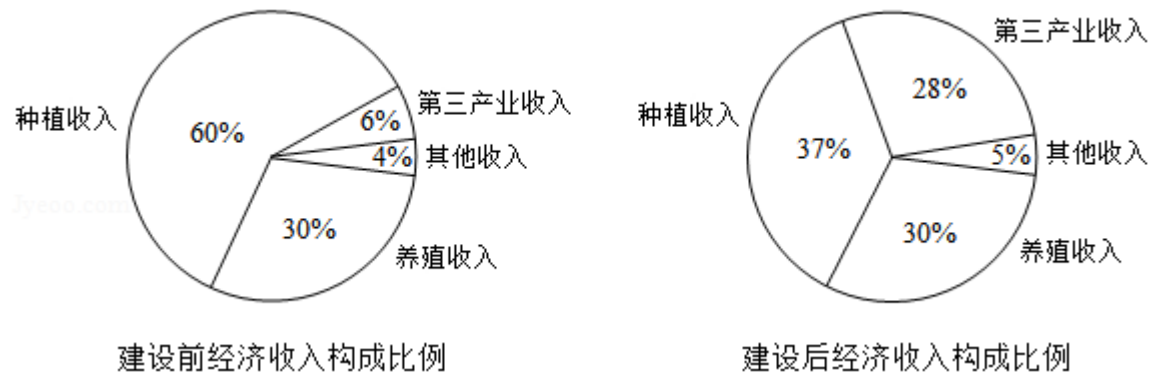 种植收入
60%
第三产业收入
6%
4%
其他收入
30%
养殖收入
Jyeoo.com
建设前经济收入构成比例
第三产业收入
28%
种植收入
37%
5%
其他收入
30%
养殖收入
建设后经济收入构成比例